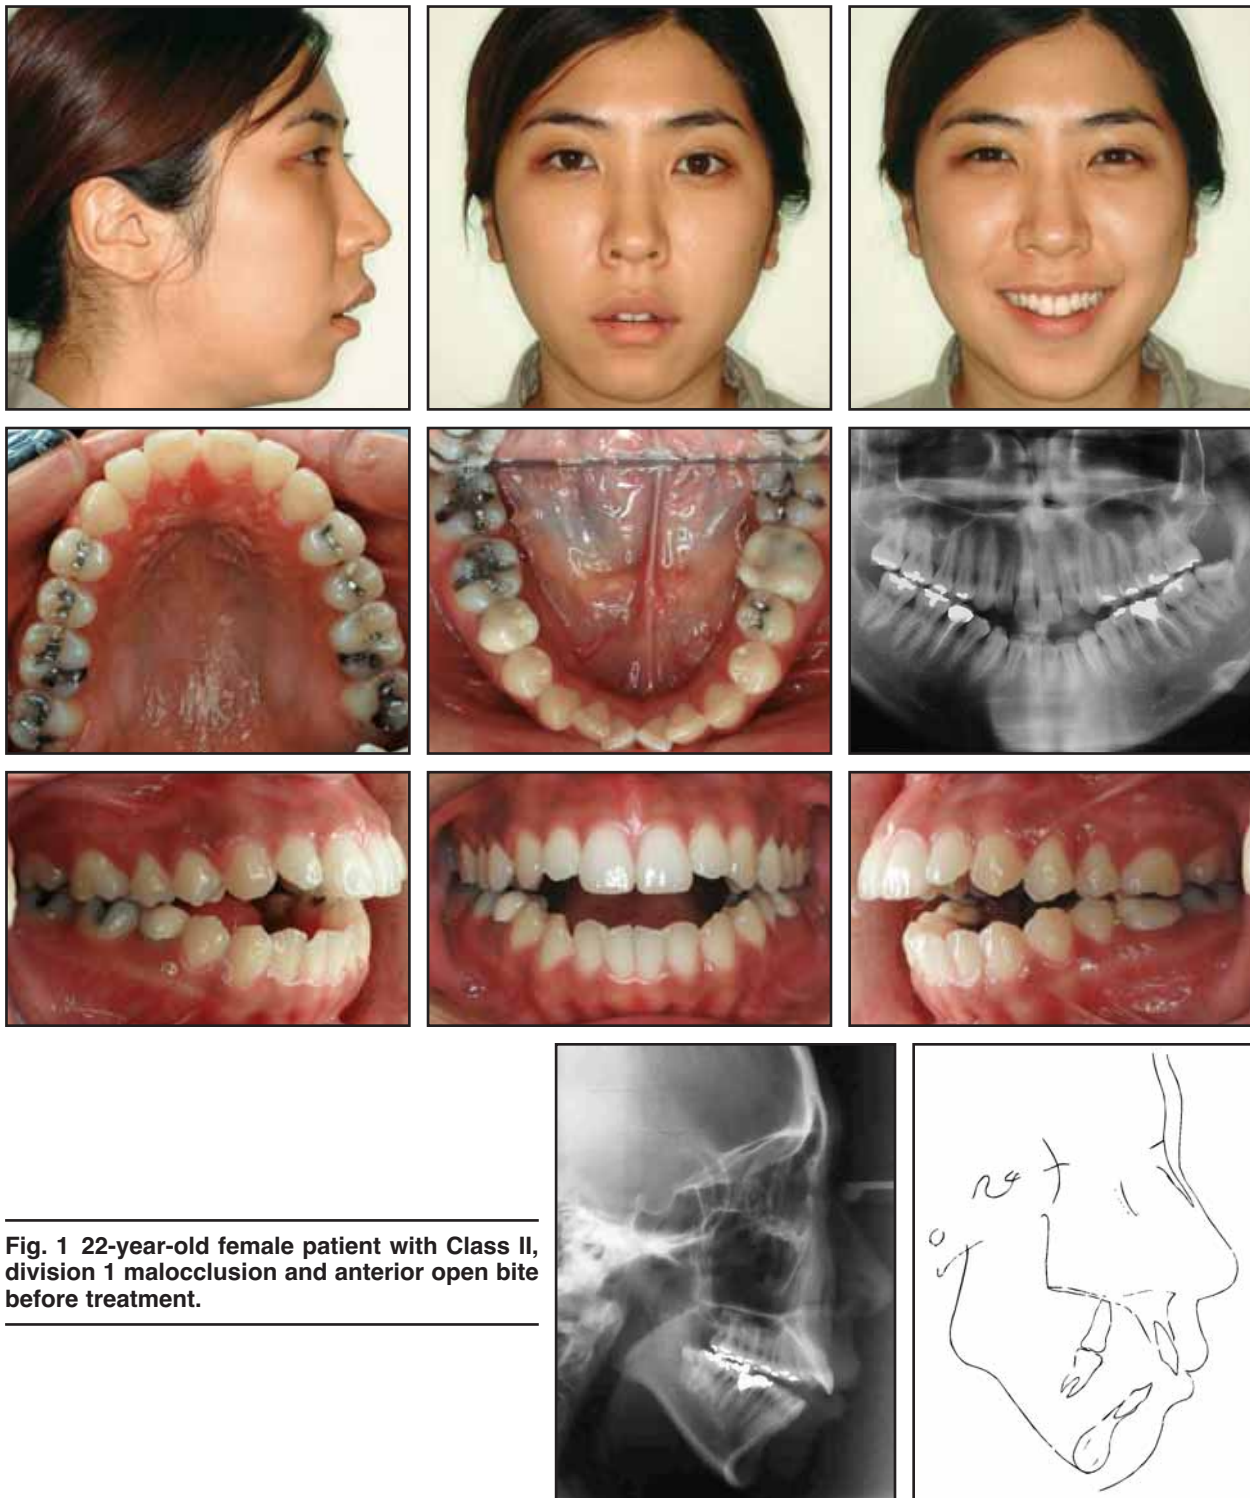 Fig. 1 22-year-old female patient with Class II,
division 1 malocclusion and anterior open bite
before treatment.